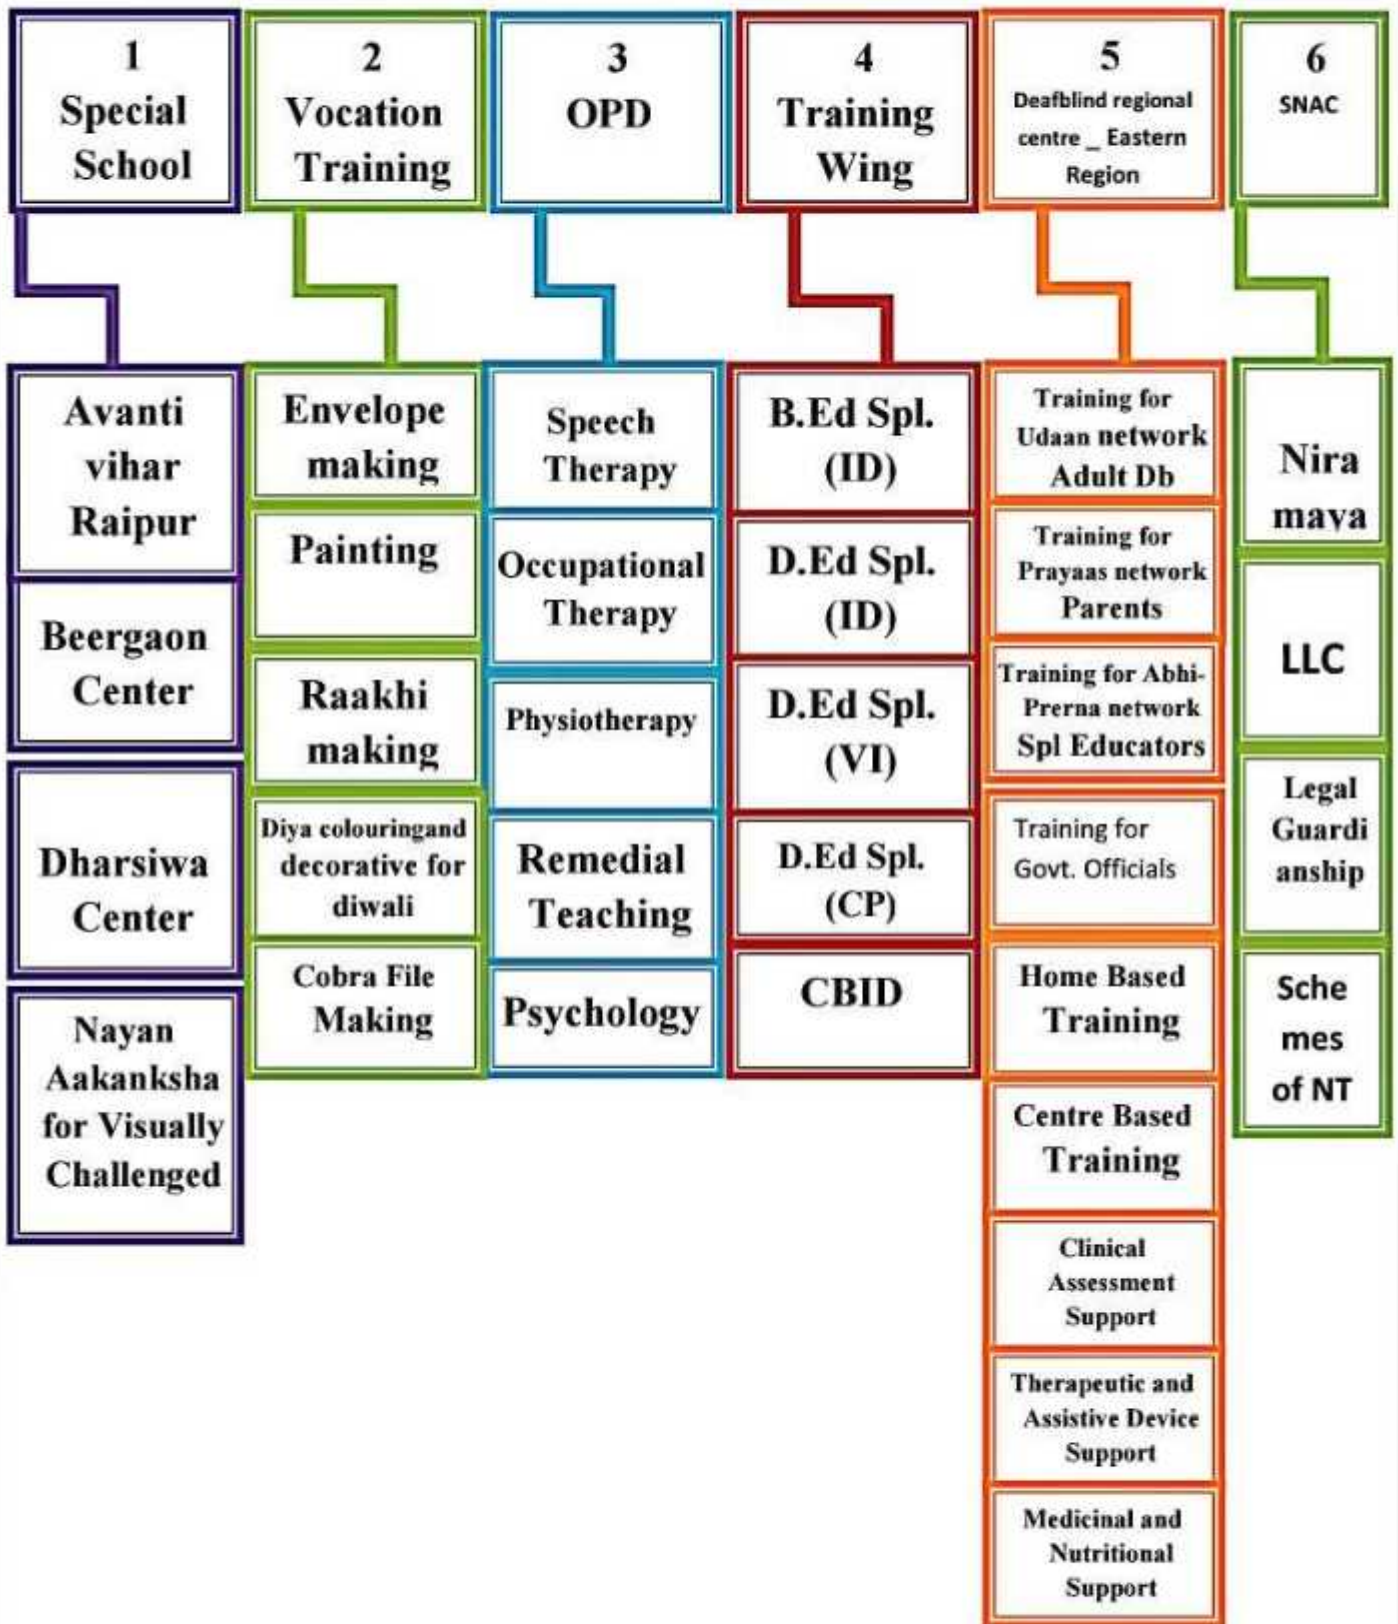 1
Special
School
2
Vocation
Training
3
OPD
4
Training
Wing
5
Deafblind regional
centre _ Eastern
Region
6
SNAC
Avanti
vihar
Raipur
Beergaon
Center
Dharsiwa
Center
Nayan
Aakanksha
for Visually
Challenged
Envelope
making
Painting
Raakhi
making
Diya colouringand
decorative for
diwali
Cobra File
Making
Speech
Therapy
Occupational
Therapy
Physiotherapy
Remedial
Teaching
Psychology
B.Ed Spl.
(ID)
D.Ed Spl.
(ID)
D.Ed Spl.
(VI)
D.Ed Spl.
(CP)
CBID
Training for
Udaan network
Adult Db
Training for
Prayaas network
Parents
Training for Abhi-
Prerna network
Spl Educators
Training for
Govt. Officials
Home Based
Training
Centre Based
Training
Clinical
Assessment
Support
Therapeutic and
Assistive Device
Support
Medicinal and
Nutritional
Support
Nira
maya
LLC
Legal
Guardi
anship
Sche
mes
of NT